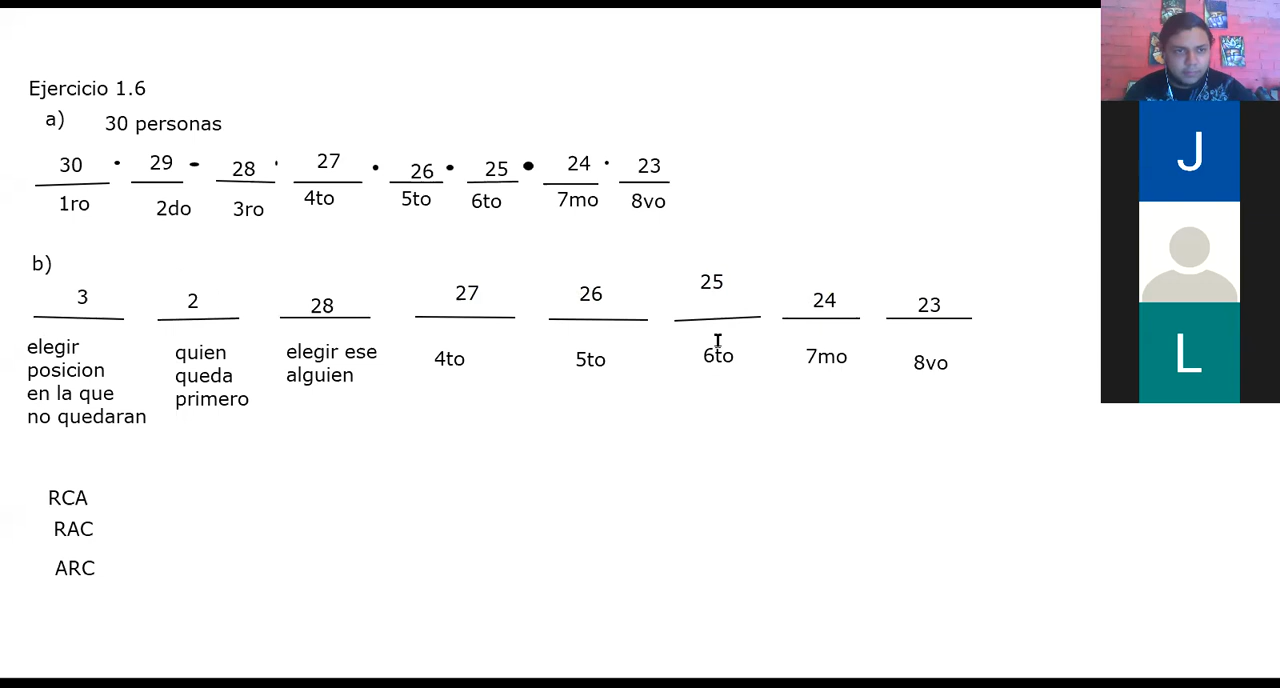 Ejercicio 1.6
a) 30 personas
30 · 29 · 28 · 27 · 26 · 25 · 24 · 23
1ro 2do 3ro 4to 5to 6to 7mo 8vo
b)
3 2 28 27 26 25 24 23
elegir posicion en la que no quedaran
quien queda primero
elegir ese alguien
4to 5to 6to 7mo 8vo
RCA
RAC
ARC
J
L